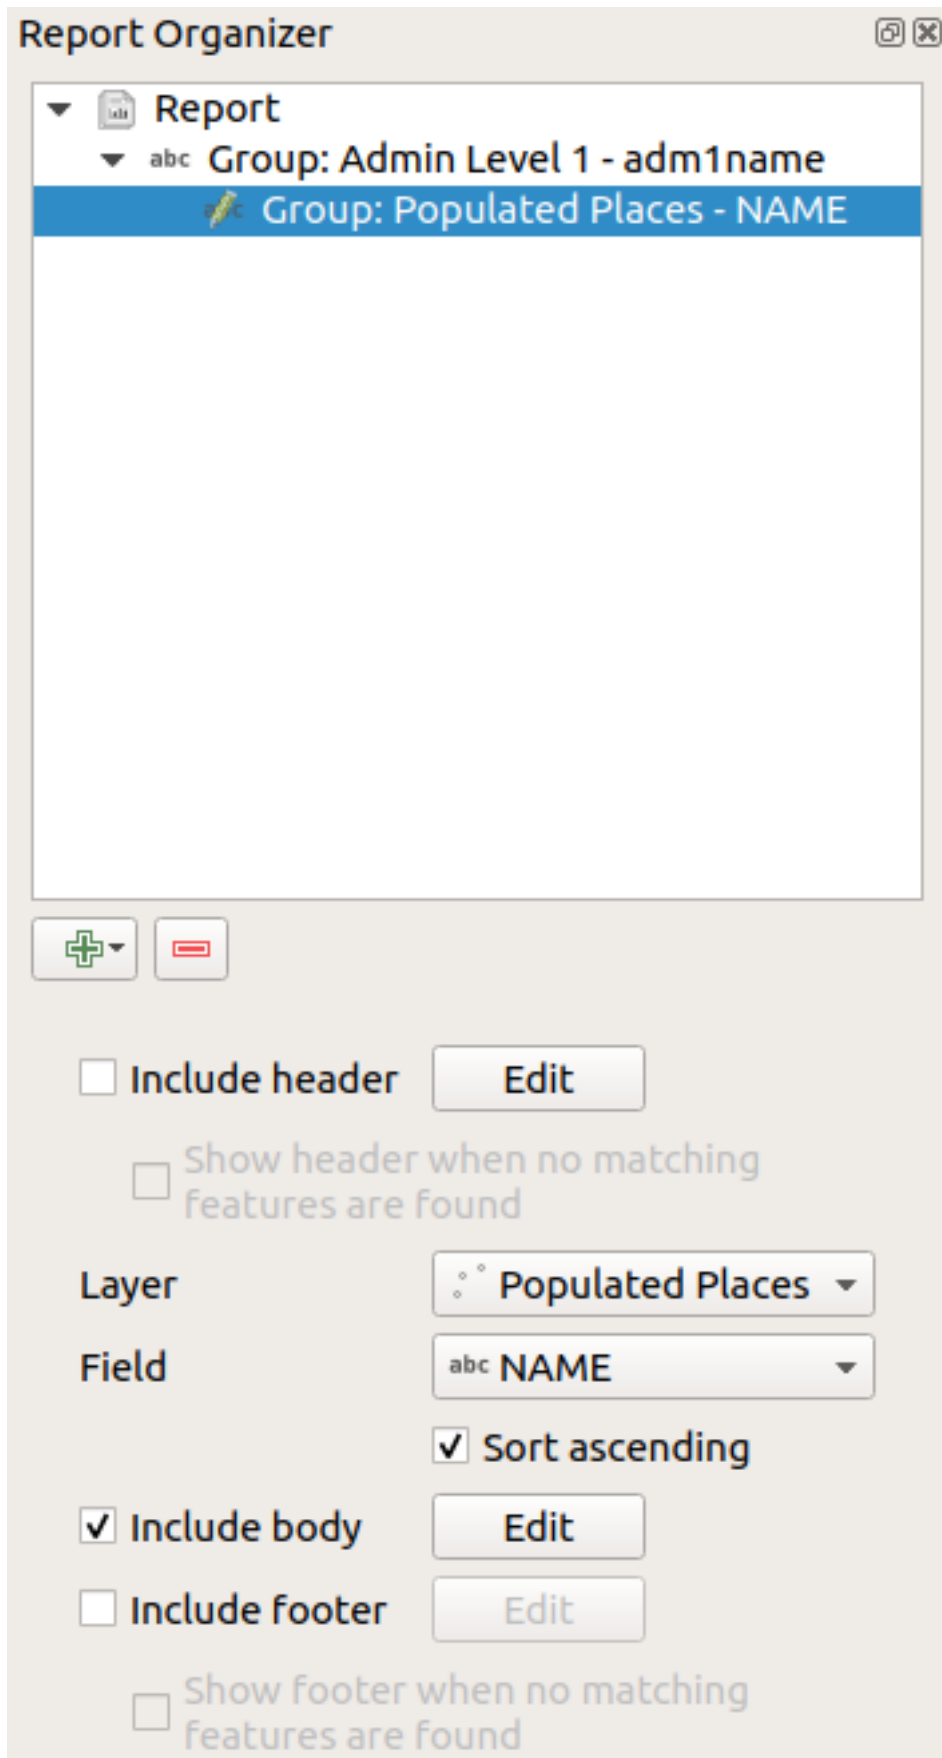 Report Organizer
Report
abc Group: Admin Level 1 - adm1name
Group: Populated Places - NAME
Include header Edit
Show header when no matching
features are found
Layer Populated Places
Field abc NAME
Sort ascending
Include body Edit
Include footer Edit
Show footer when no matching
features are found